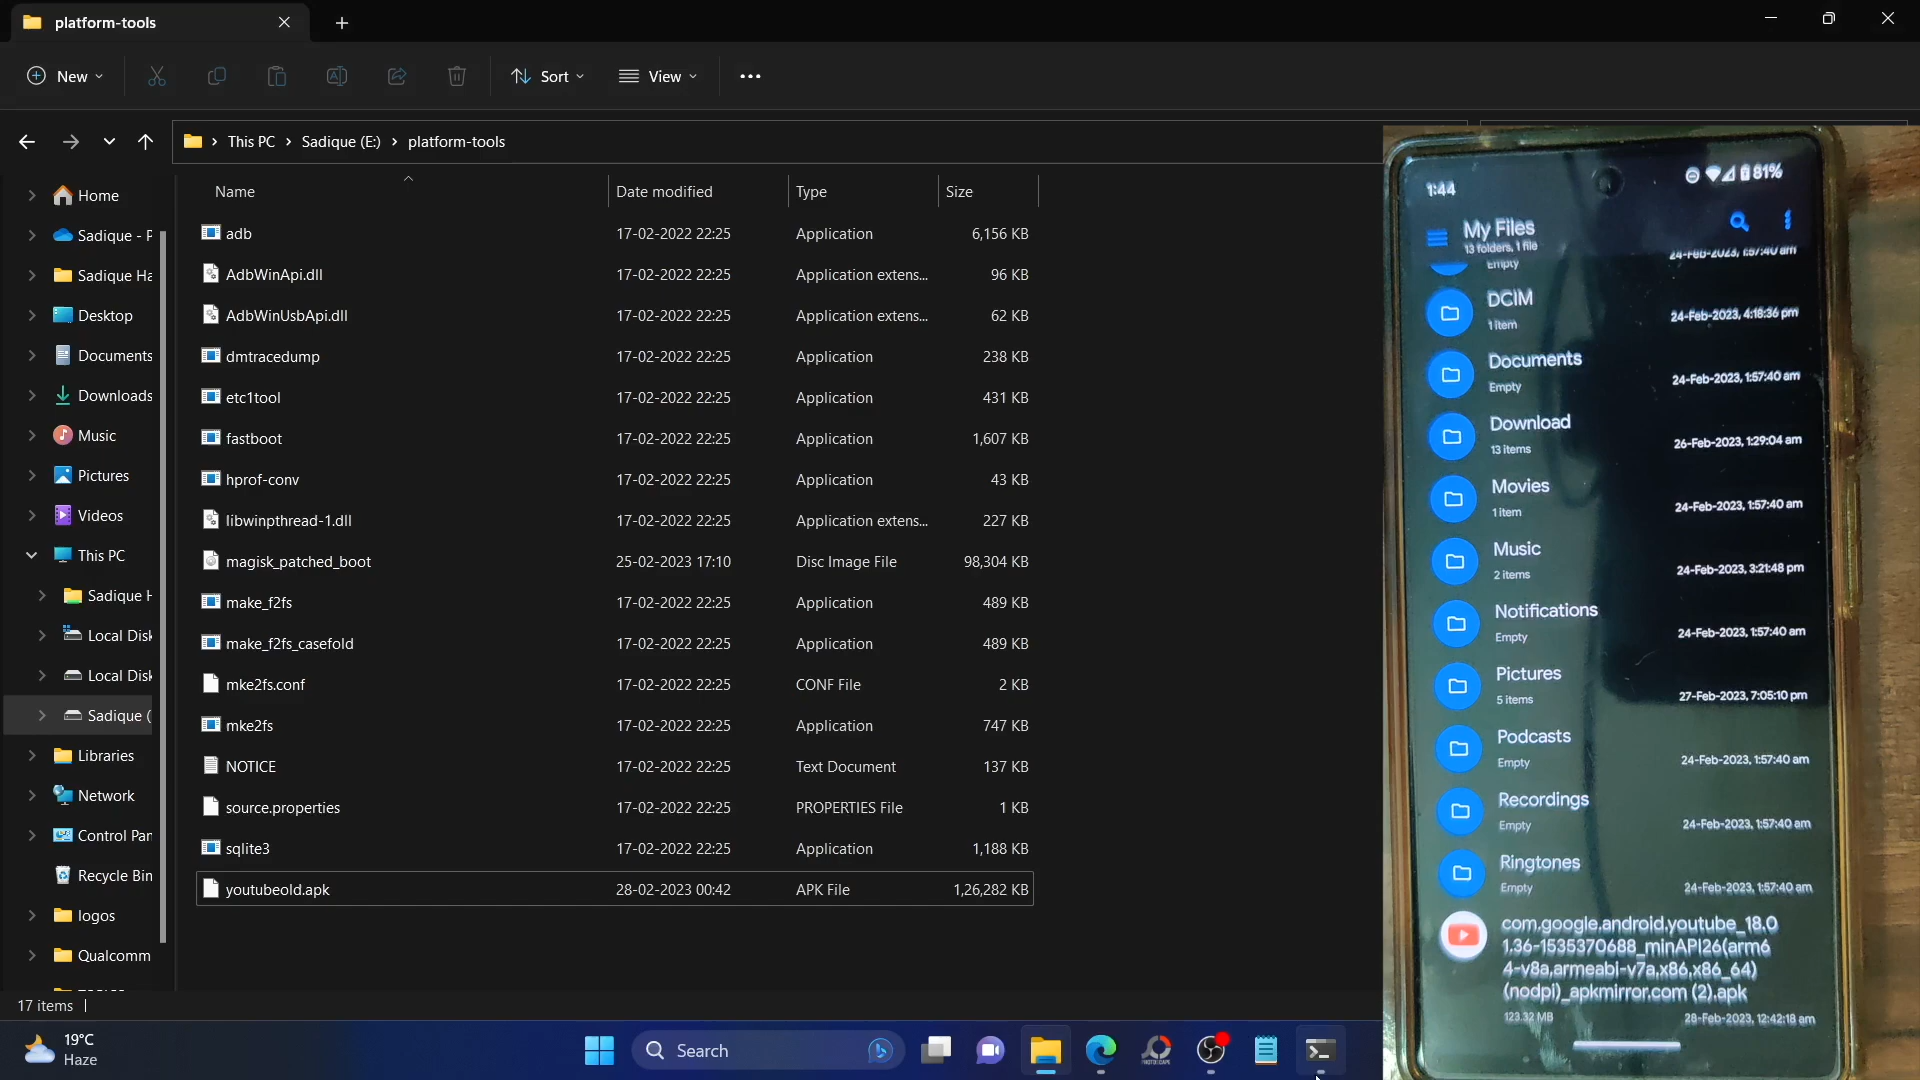 platform-tools
New
Sort
View
This PC
Sadique (E:)
platform-tools
Name
Date modified
Type
Size
Home
Sadique - P
Sadique Ha
Desktop
Documents
Downloads
Music
Pictures
Videos
This PC
Sadique H
Local Disk
Local Disk
Sadique (
Libraries
Network
Control Pan
Recycle Bin
logos
Qualcomm
adb 17-02-2022 22:25 Application 6,156 KB
AdbWinApi.dll 17-02-2022 22:25 Application extens... 96 KB
AdbWinUsbApi.dll 17-02-2022 22:25 Application extens... 62 KB
dmtracedump 17-02-2022 22:25 Application 238 KB
etc1tool 17-02-2022 22:25 Application 431 KB
fastboot 17-02-2022 22:25 Application 1,607 KB
hprof-conv 17-02-2022 22:25 Application 43 KB
libwinpthread-1.dll 17-02-2022 22:25 Application extens... 227 KB
magisk_patched_boot 25-02-2023 17:10 Disc Image File 98,304 KB
make_f2fs 17-02-2022 22:25 Application 489 KB
make_f2fs_casefold 17-02-2022 22:25 Application 489 KB
mke2fs.conf 17-02-2022 22:25 CONF File 2 KB
mke2fs 17-02-2022 22:25 Application 747 KB
NOTICE 17-02-2022 22:25 Text Document 137 KB
source.properties 17-02-2022 22:25 PROPERTIES File 1 KB
sqlite3 17-02-2022 22:25 Application 1,188 KB
youtubeold.apk 28-02-2023 00:42 APK File 1,26,282 KB
17 items
19°C
Haze
Search
1:44
81%
My Files
13 folders, 1 file
Empty 24-Feb-2023, 1:57:40 am
DCIM
1 item 24-Feb-2023, 4:18:36 pm
Documents
Empty 24-Feb-2023, 1:57:40 am
Download
13 items 26-Feb-2023, 1:29:04 am
Movies
1 item 24-Feb-2023, 1:57:40 am
Music
2 items 24-Feb-2023, 3:21:48 pm
Notifications
Empty 24-Feb-2023, 1:57:40 am
Pictures
5 items 27-Feb-2023, 7:05:10 pm
Podcasts
Empty 24-Feb-2023, 1:57:40 am
Recordings
Empty 24-Feb-2023, 1:57:40 am
Ringtones
Empty 24-Feb-2023, 1:57:40 am
com.google.android.youtube_18.0
1.36-1535370688_minAPI26(arm6
4-v8a,armeabi-v7a,x86,x86_64)
(nodpi)_apkmirror.com (2).apk
123.32 MB 28-Feb-2023, 12:42:18 am